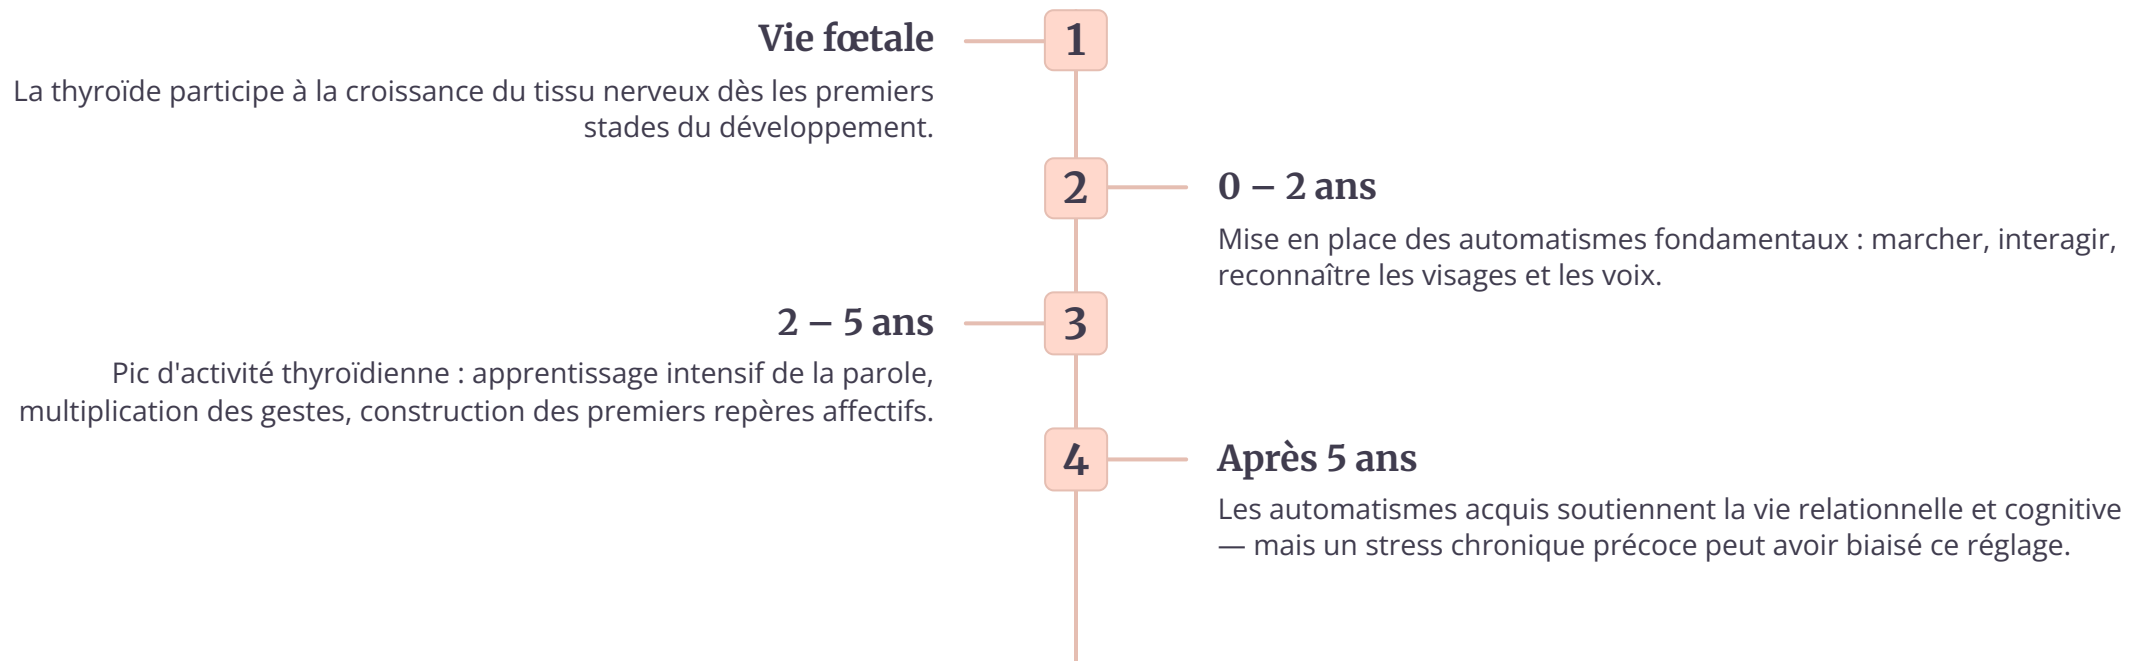 Vie fœtale
1
La thyroïde participe à la croissance du tissu nerveux dès les premiers
stades du développement.
2
0 – 2 ans
Mise en place des automatismes fondamentaux : marcher, interagir,
reconnaître les visages et les voix.
2 – 5 ans
3
Pic d'activité thyroïdienne : apprentissage intensif de la parole,
multiplication des gestes, construction des premiers repères affectifs.
4
Après 5 ans
Les automatismes acquis soutiennent la vie relationnelle et cognitive
— mais un stress chronique précoce peut avoir biaisé ce réglage.